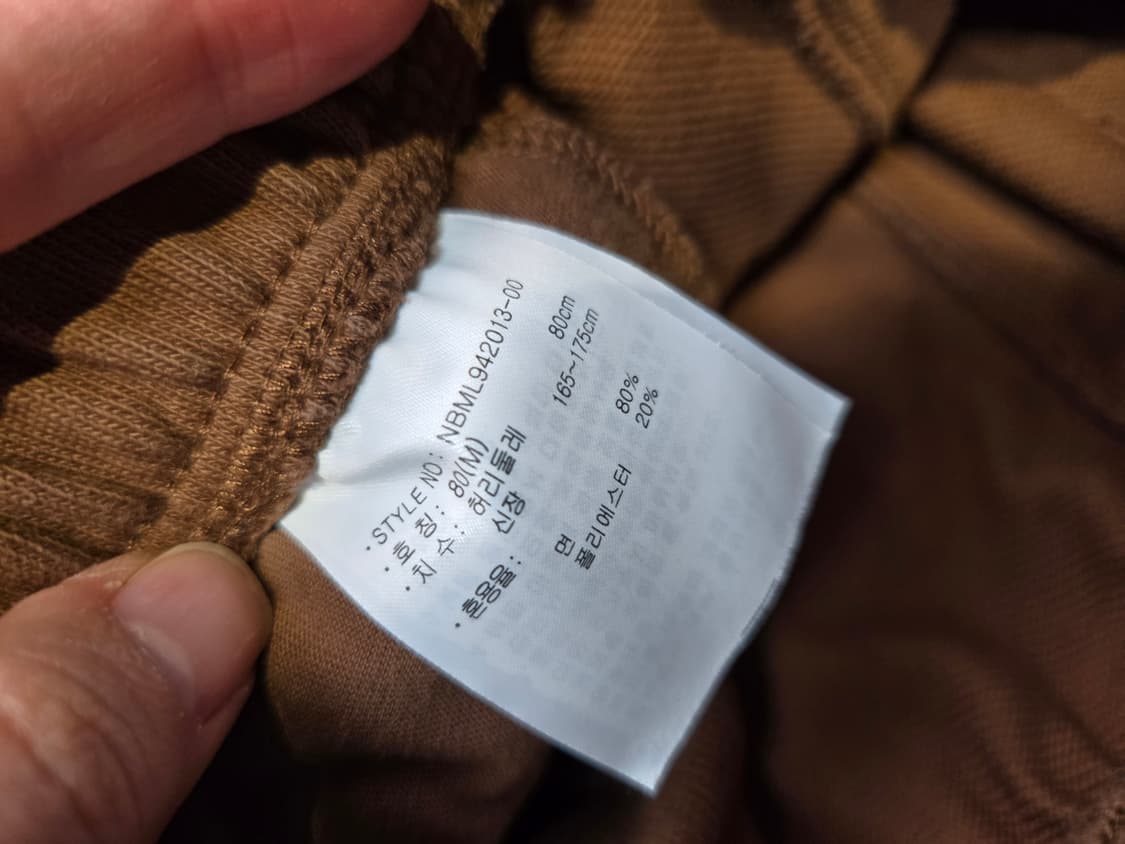 · STYLE NO: NBML942013-00
· 호 칭: 80(M)
· 치 수: 허리둘레 80cm
신장 165~175cm
· 혼용율: 면 80%
폴리에스터 20%